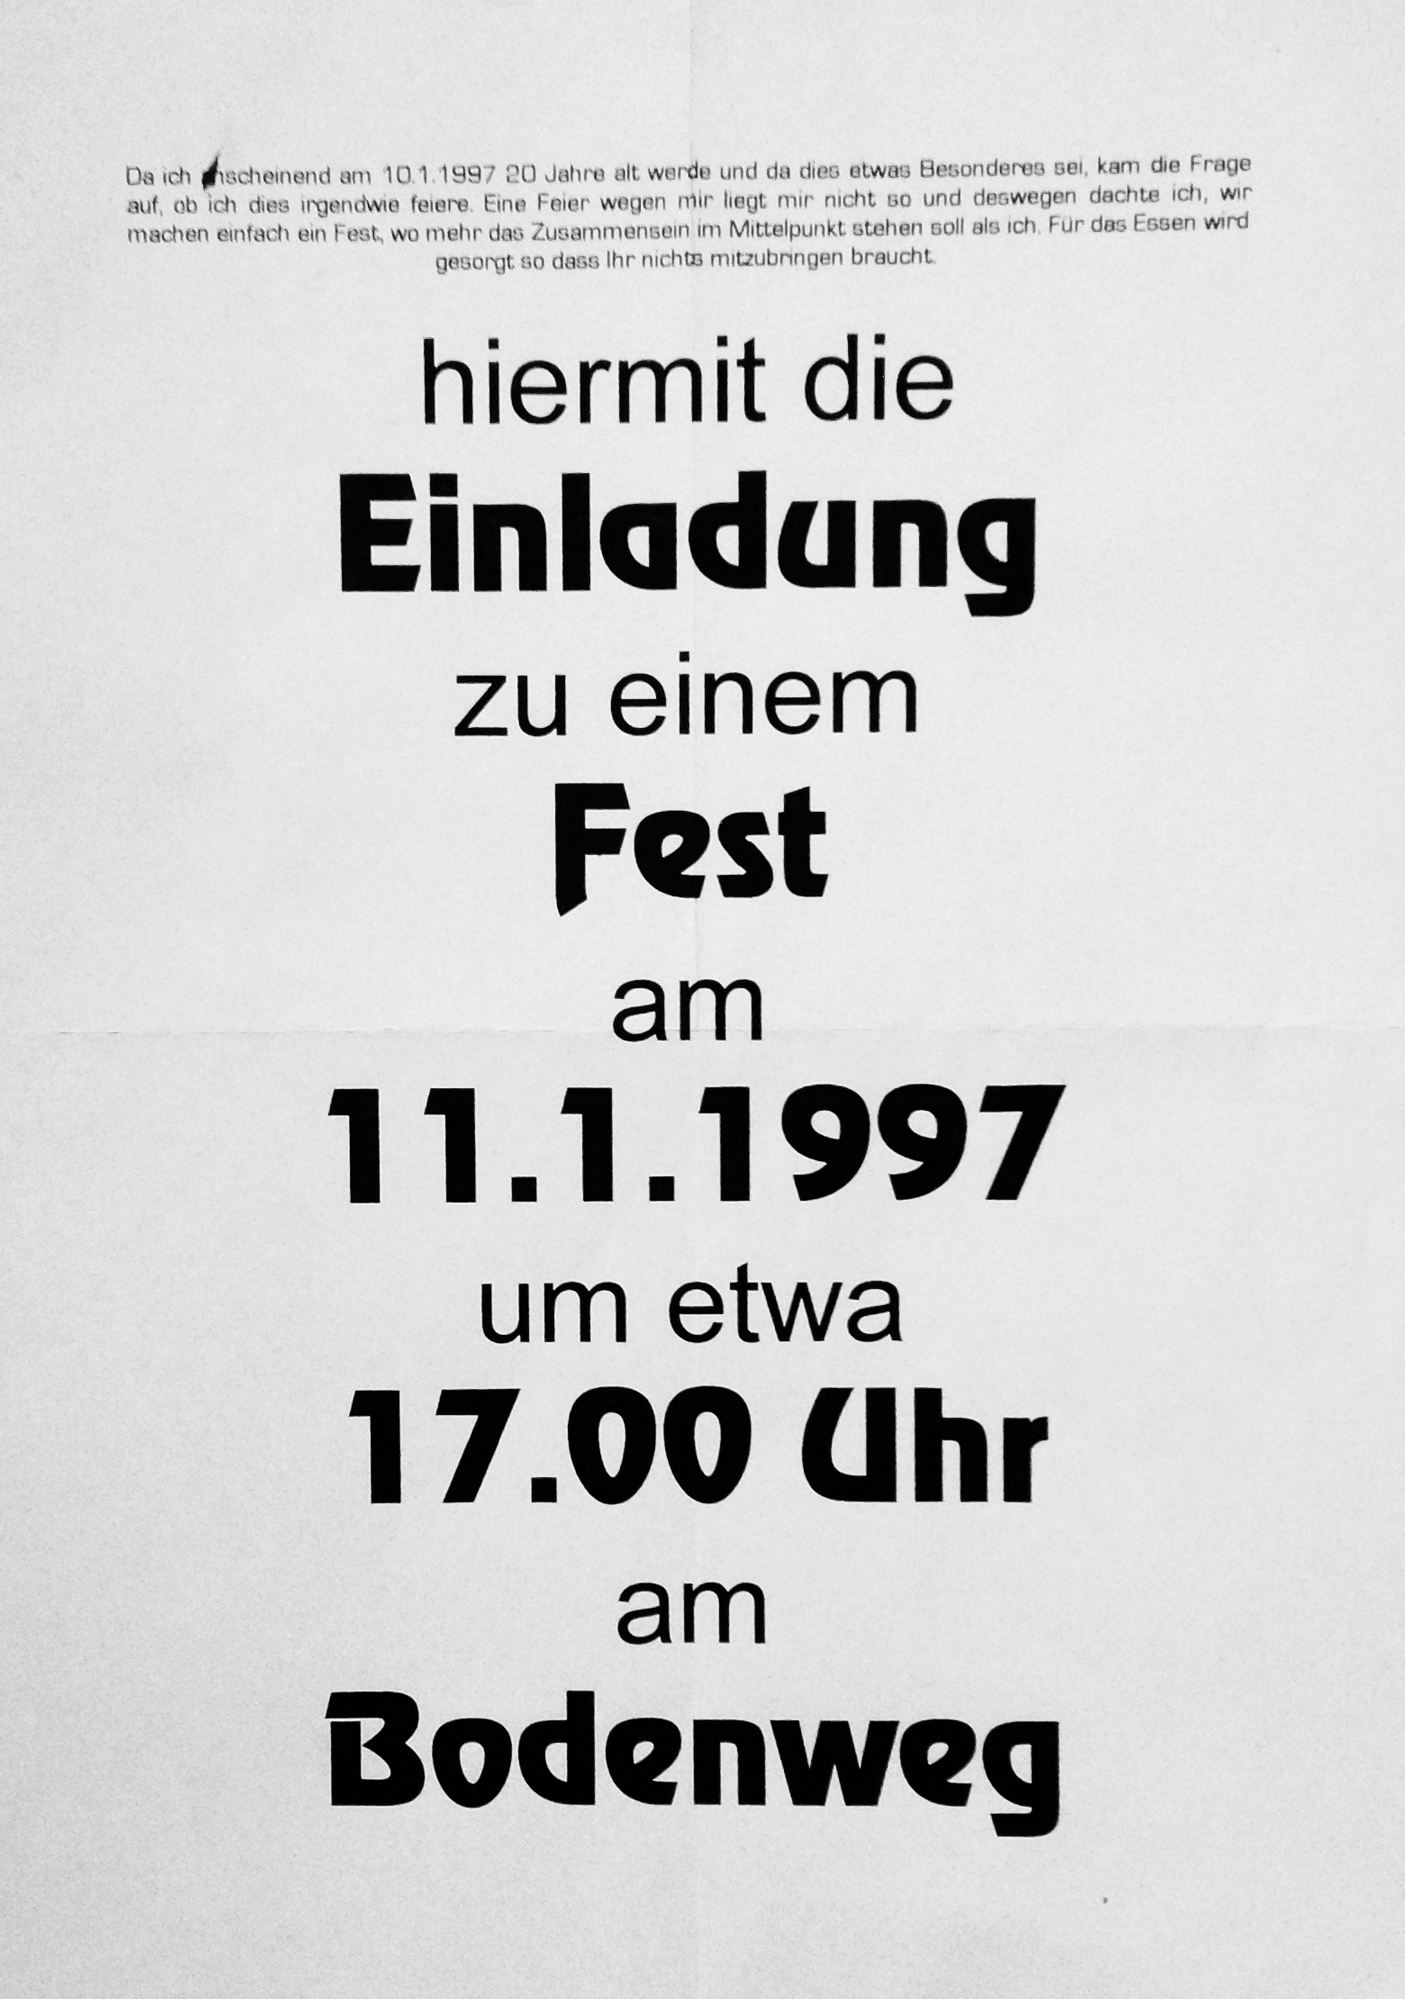 Da ich anscheinend am 10.1.1997 20 Jahre alt werde und da dies etwas Besonderes sei, kam die Frage
auf, ob ich dies irgendwie feiere. Eine Feier wegen mir liegt mir nicht so und deswegen dachte ich, wir
machen einfach ein Fest, wo mehr das Zusammensein im Mittelpunkt stehen soll als ich. Für das Essen wird
gesorgt so dass Ihr nichts mitzubringen braucht.
hiermit die
Einladung
zu einem
Fest
am
11.1.1997
um etwa
17.00 Uhr
am
Bodenweg